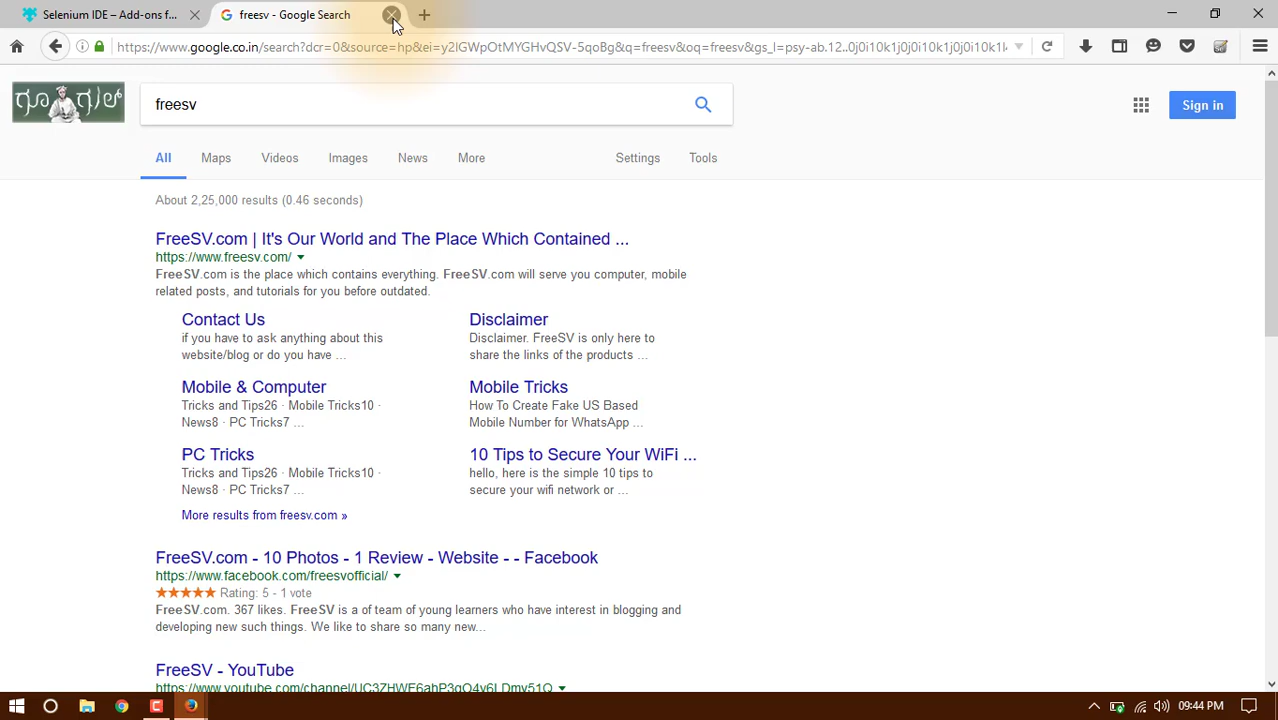 Selenium IDE – Add-ons f...
freesv - Google Search
https://www.google.co.in/search?dcr=0&source=hp&ei=y2IGWpOtMYGHvQSV-5qoBg&q=freesv&oq=freesv&gs_l=psy-ab.12..0j0i10k1j0j0i10k1j0j0i10k1l
ಗೂಗಲ್
freesv
Sign in
All Maps Videos Images News More Settings Tools
About 2,25,000 results (0.46 seconds)
FreeSV.com | It's Our World and The Place Which Contained ...
https://www.freesv.com/
FreeSV.com is the place which contains everything. FreeSV.com will serve you computer, mobile
related posts, and tutorials for you before outdated.
Contact Us
if you have to ask anything about this
website/blog or do you have ...
Disclaimer
Disclaimer. FreeSV is only here to
share the links of the products ...
Mobile & Computer
Tricks and Tips26 · Mobile Tricks10 ·
News8 · PC Tricks7 ...
Mobile Tricks
How To Create Fake US Based
Mobile Number for WhatsApp ...
PC Tricks
Tricks and Tips26 · Mobile Tricks10 ·
News8 · PC Tricks7 ...
10 Tips to Secure Your WiFi ...
hello, here is the simple 10 tips to
secure your wifi network or ...
More results from freesv.com »
FreeSV.com - 10 Photos - 1 Review - Website - - Facebook
https://www.facebook.com/freesvofficial/
★★★★★ Rating: 5 - 1 vote
FreeSV.com. 367 likes. FreeSV is a of team of young learners who have interest in blogging and
developing new such things. We like to share so many new...
FreeSV - YouTube
https://www.youtube.com/channel/UC3ZHWE6ahP3gO4y6LDmy51Q
09:44 PM